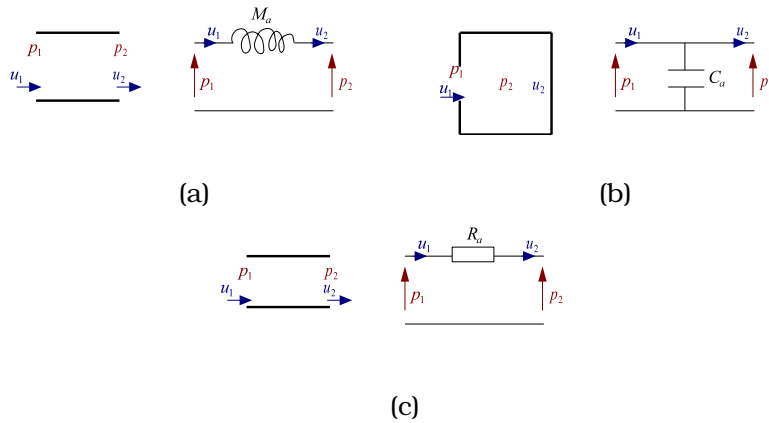 M_a
p_1 p_2 u_1 u_2 p_1 u_1 u_2
u_1 u_2 p_1 p_2 u_1 p_2 u_2 p_1 C_a p
(a) (b)
R_a
u_1 u_2
p_1 p_2
u_1 u_2 p_1 p_2
(c)